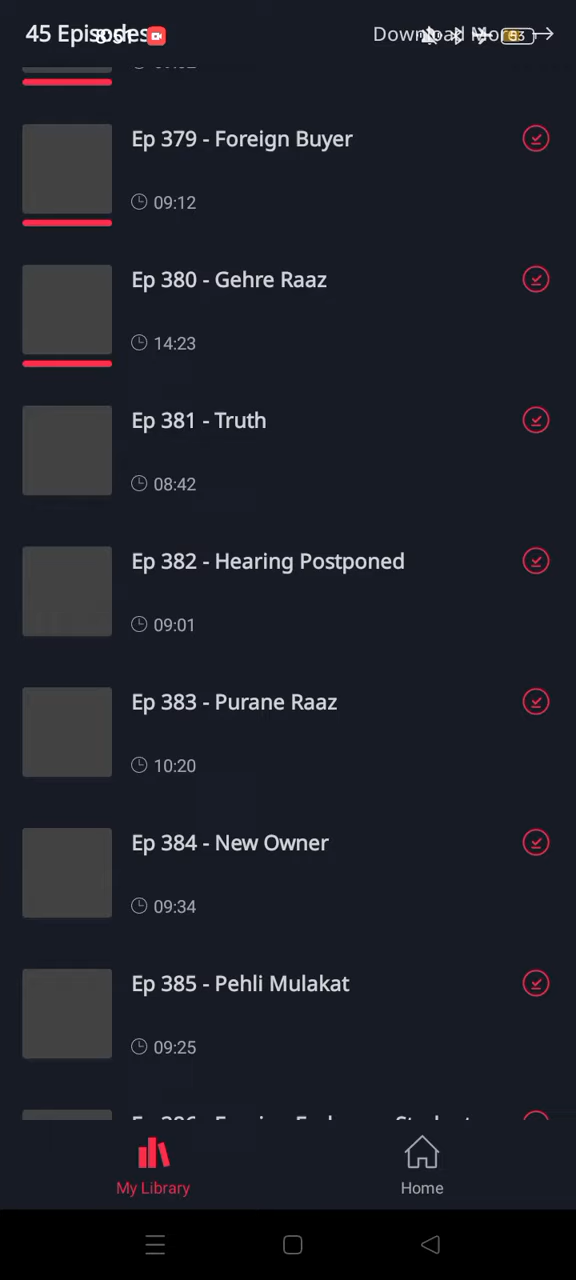 45 Episodes
Download More →
Ep 379 - Foreign Buyer
09:12
Ep 380 - Gehre Raaz
14:23
Ep 381 - Truth
08:42
Ep 382 - Hearing Postponed
09:01
Ep 383 - Purane Raaz
10:20
Ep 384 - New Owner
09:34
Ep 385 - Pehli Mulakat
09:25
My Library
Home